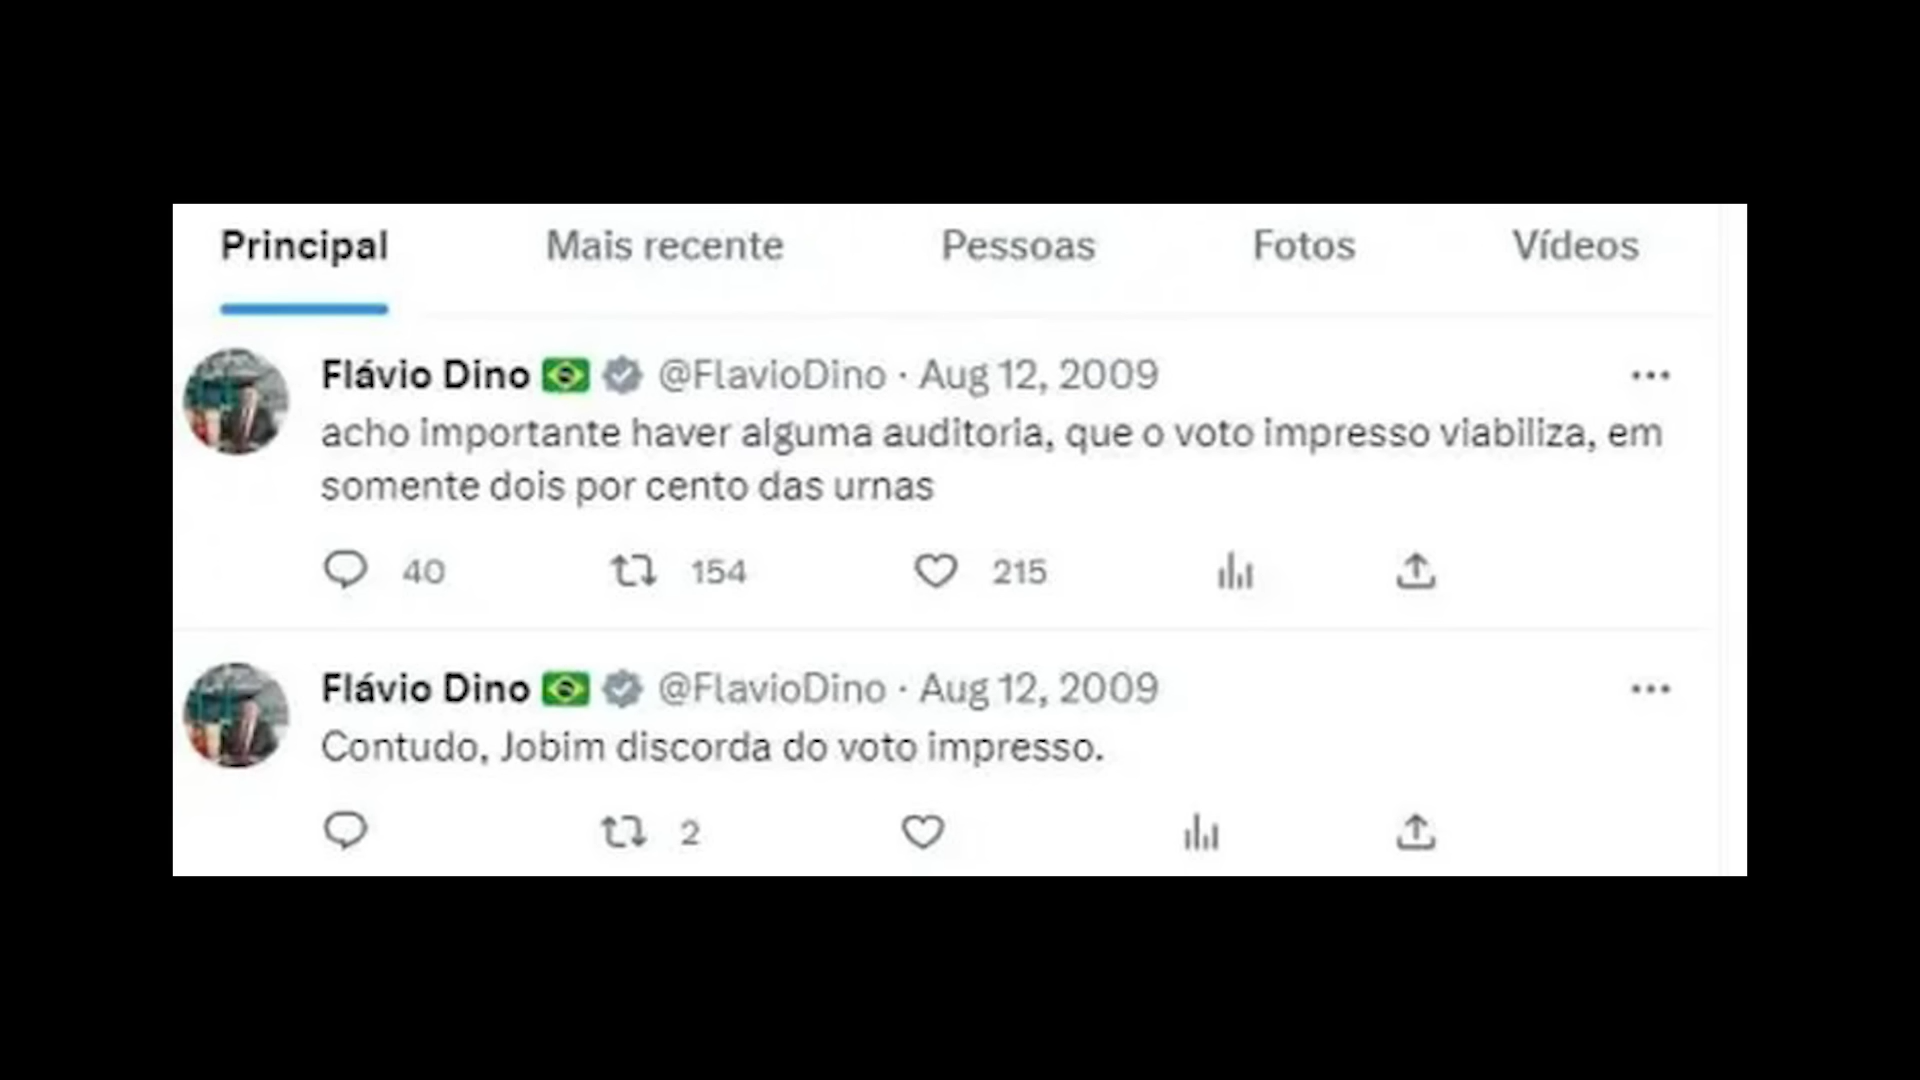 Principal Mais recente Pessoas Fotos Vídeos
Flávio Dino @FlavioDino · Aug 12, 2009
acho importante haver alguma auditoria, que o voto impresso viabiliza, em
somente dois por cento das urnas
40 154 215
Flávio Dino @FlavioDino · Aug 12, 2009
Contudo, Jobim discorda do voto impresso.
2